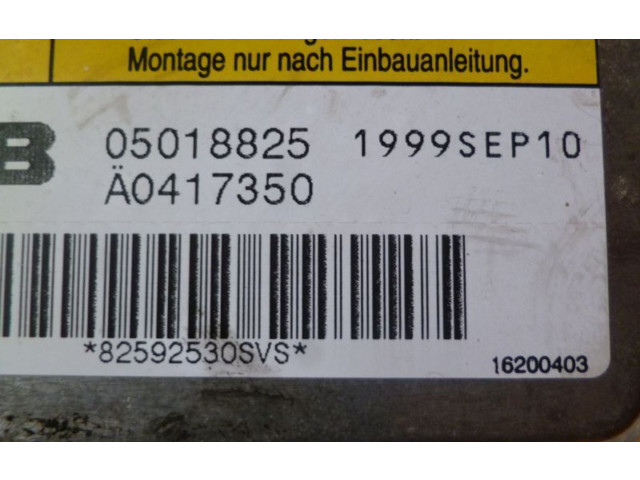 Montage nur nach Einbauanleitung.
B 05018825 1999SEP10
Ä0417350
*82592530SVS*
16200403